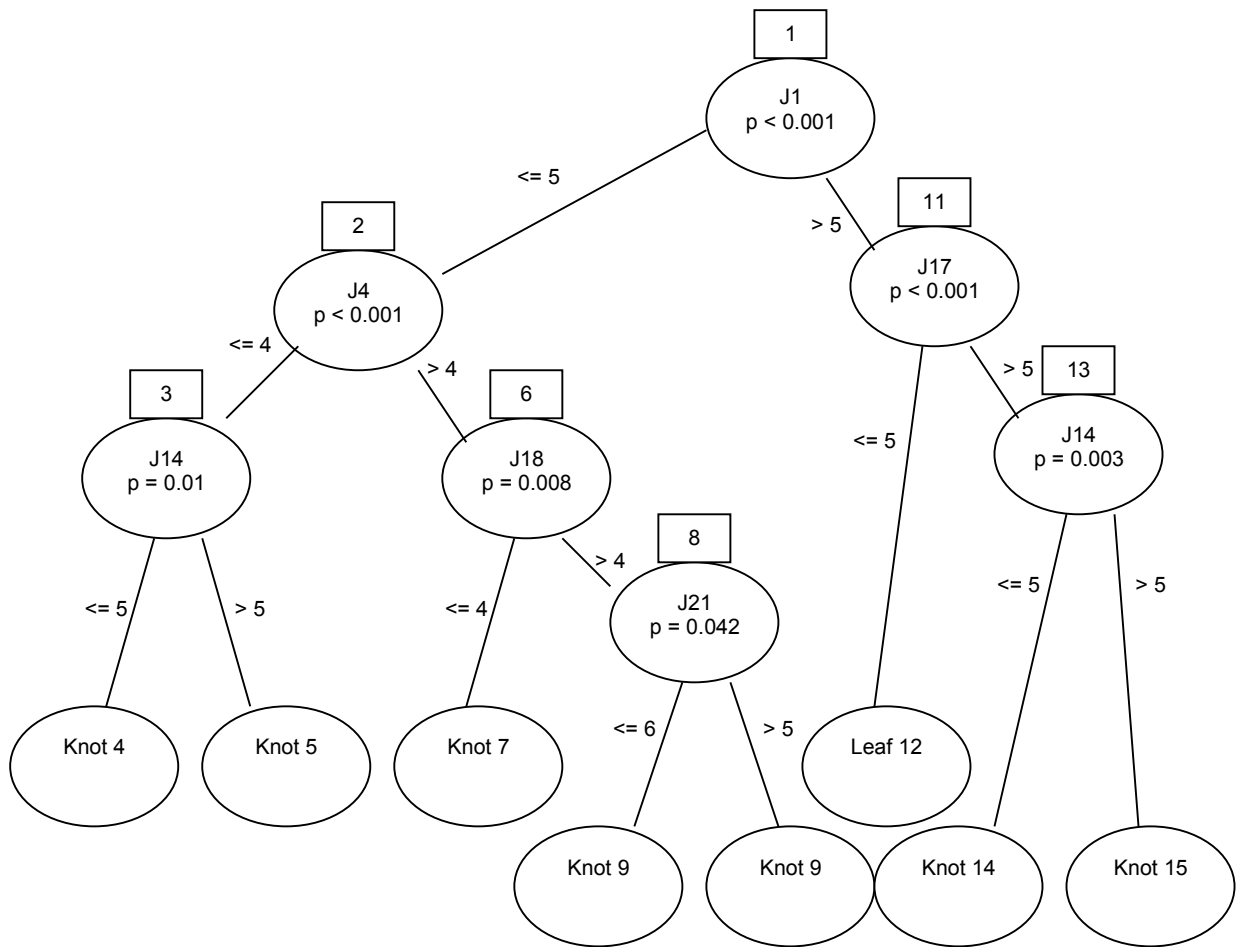 1
J1
p < 0.001
<= 5
> 5
11
2
J17
p < 0.001
J4
p < 0.001
<= 4
> 4
> 5
13
3
6
<= 5
J14
p = 0.003
J14
p = 0.01
J18
p = 0.008
8
> 4
<= 5
> 5
<= 5
> 5
<= 4
J21
p = 0.042
<= 6
> 5
Knot 4
Knot 5
Knot 7
Leaf 12
Knot 9
Knot 9
Knot 14
Knot 15